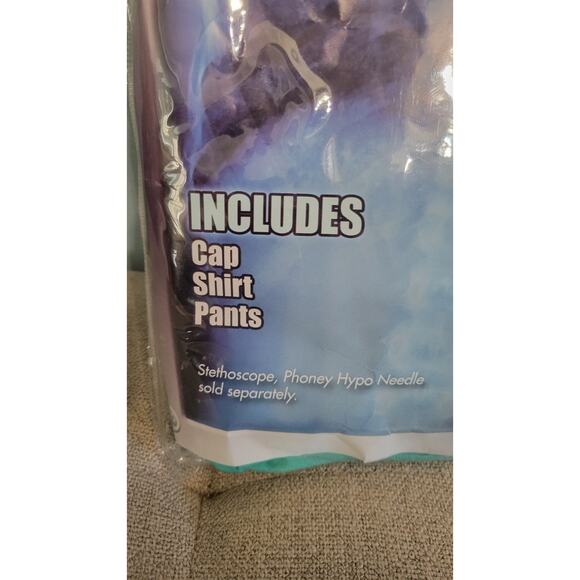 INCLUDES
Cap
Shirt
Pants
Stethoscope, Phoney Hypo Needle
sold separately.